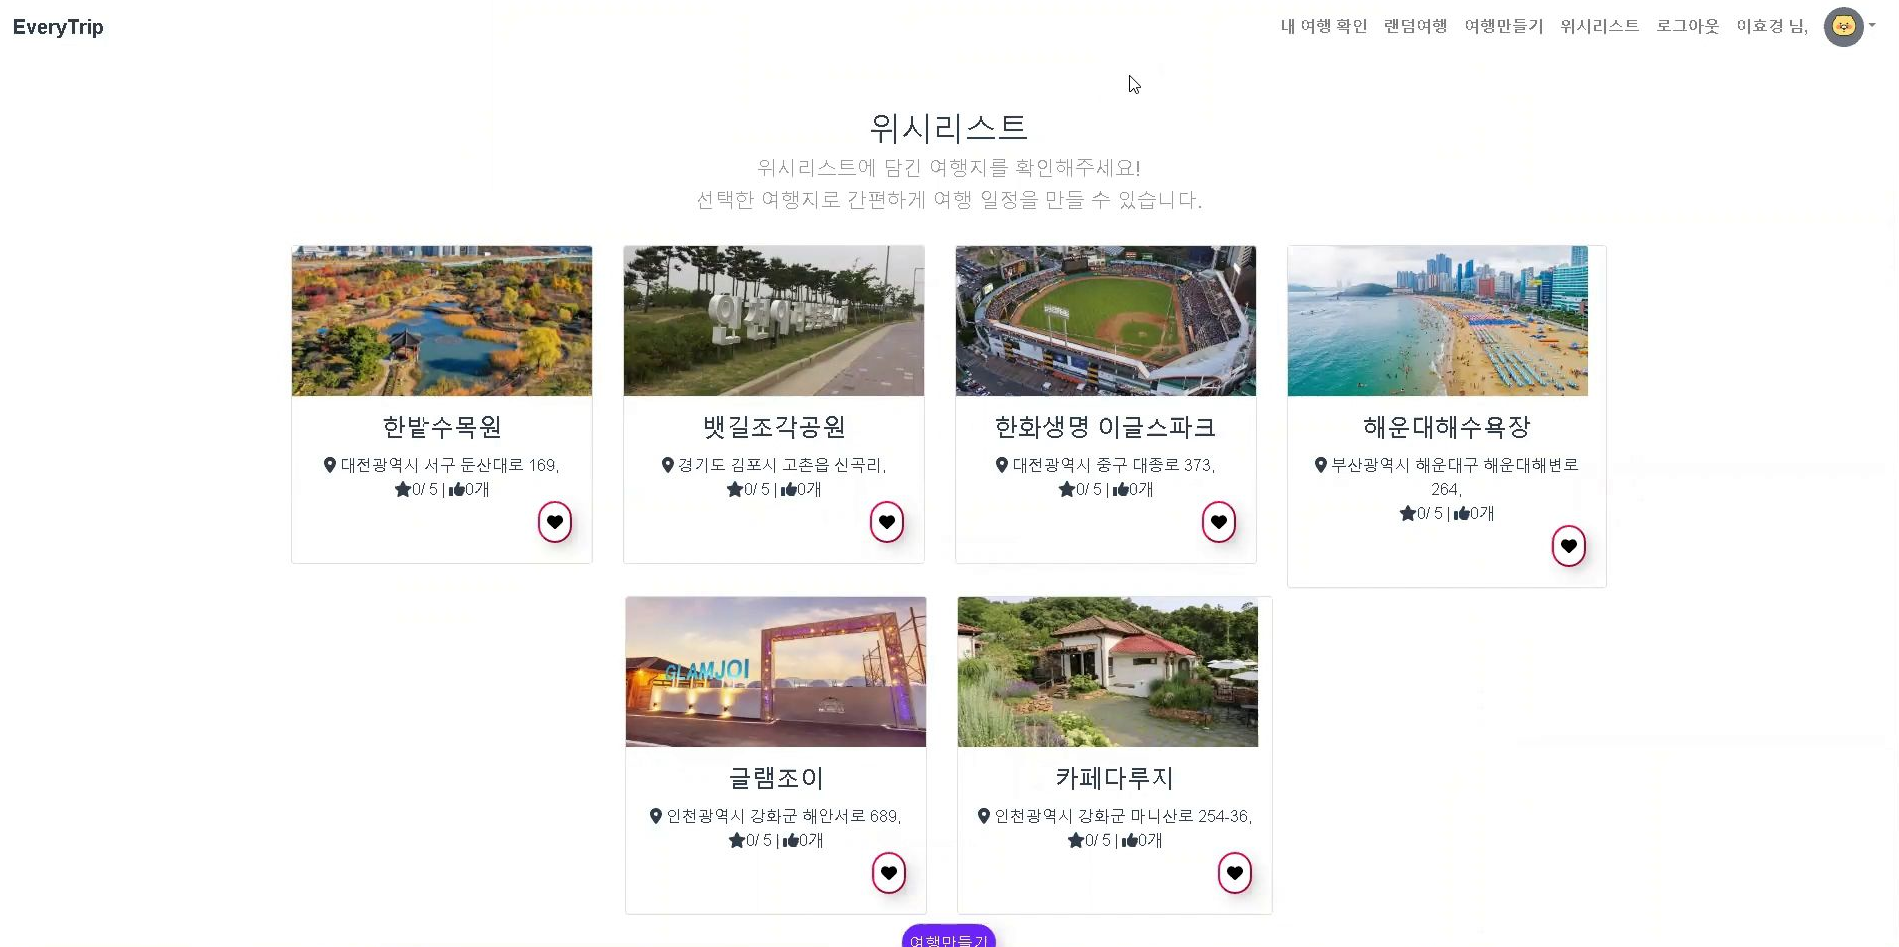 EveryTrip
내 여행 확인 랜덤여행 여행만들기 위시리스트 로그아웃 이효경 님,
위시리스트
위시리스트에 담긴 여행지를 확인해주세요!
선택한 여행지로 간편하게 여행 일정을 만들 수 있습니다.
한밭수목원
대전광역시 서구 둔산대로 169,
0/ 5 | 0개
뱃길조각공원
경기도 김포시 고촌읍 신곡리,
0/ 5 | 0개
한화생명 이글스파크
대전광역시 중구 대종로 373,
0/ 5 | 0개
해운대해수욕장
부산광역시 해운대구 해운대해변로
264,
0/ 5 | 0개
GLAMJOI
글램조이
인천광역시 강화군 해안서로 689,
0/ 5 | 0개
카페다루지
인천광역시 강화군 마니산로 254-36,
0/ 5 | 0개
여행만들기